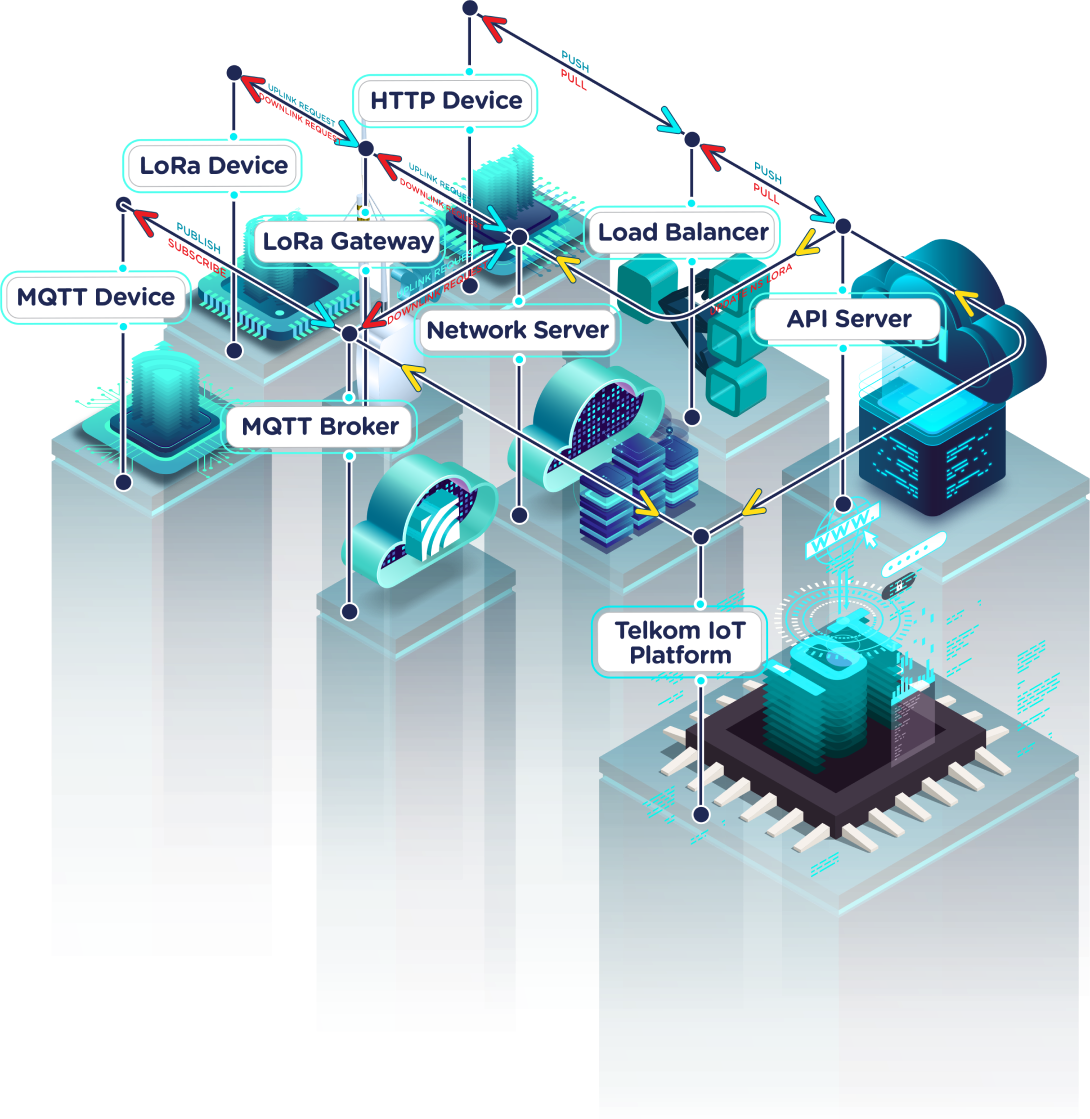 PUSH
PULL
HTTP Device
UPLINK REQUEST
DOWNLINK REQUEST
LoRa Device
PUSH
PULL
UPLINK REQUEST
DOWNLINK REQUEST
PUBLISH
SUBSCRIBE
LoRa Gateway
Load Balancer
UPLINK REQUEST
DOWNLINK REQUEST
UPDATE NS LORA
MQTT Device
Network Server
API Server
MQTT Broker
WWW.
Telkom IoT
Platform
IOT